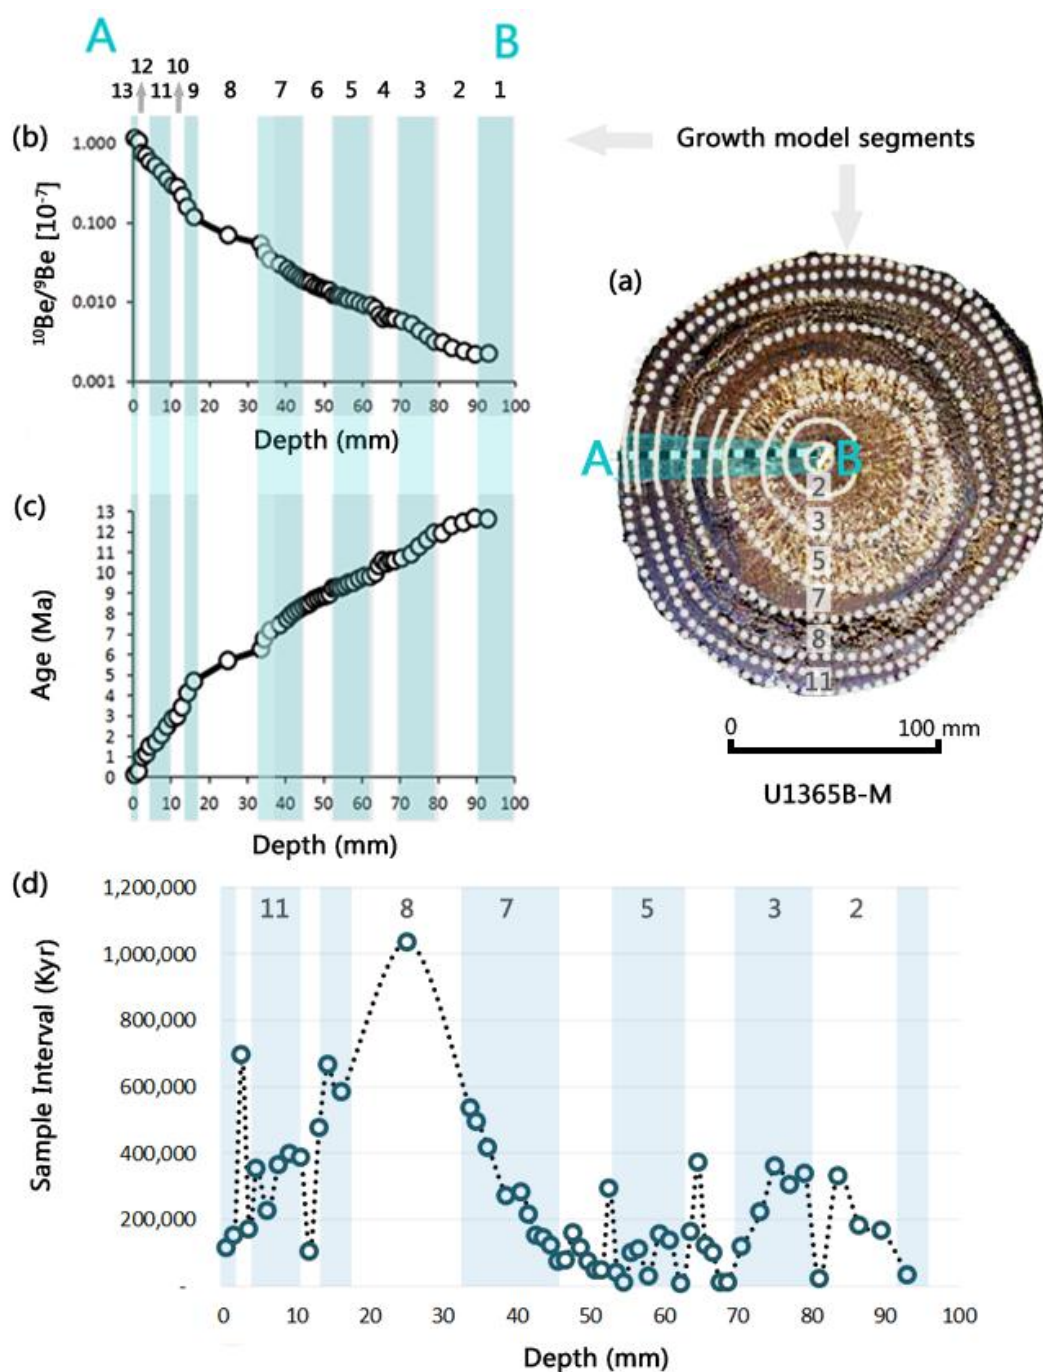 A B
12 10
13 11 9 8 7 6 5 4 3 2 1
(b)
Growth model segments
1.000
0.100
0.010
0.001
¹⁰Be/⁹Be [10⁻⁷]
0 10 20 30 40 50 60 70 80 90 100
Depth (mm)
(a)
A B
2
3
5
7
8
11
0 100 mm
U1365B-M
(c)
13
12
11
10
9
8
7
6
5
4
3
2
1
0
Age (Ma)
0 10 20 30 40 50 60 70 80 90 100
Depth (mm)
(d)
1,200,000
1,000,000
800,000
600,000
400,000
200,000
-
Sample Interval (Kyr)
11 8 7 5 3 2
0 10 20 30 40 50 60 70 80 90 100
Depth (mm)